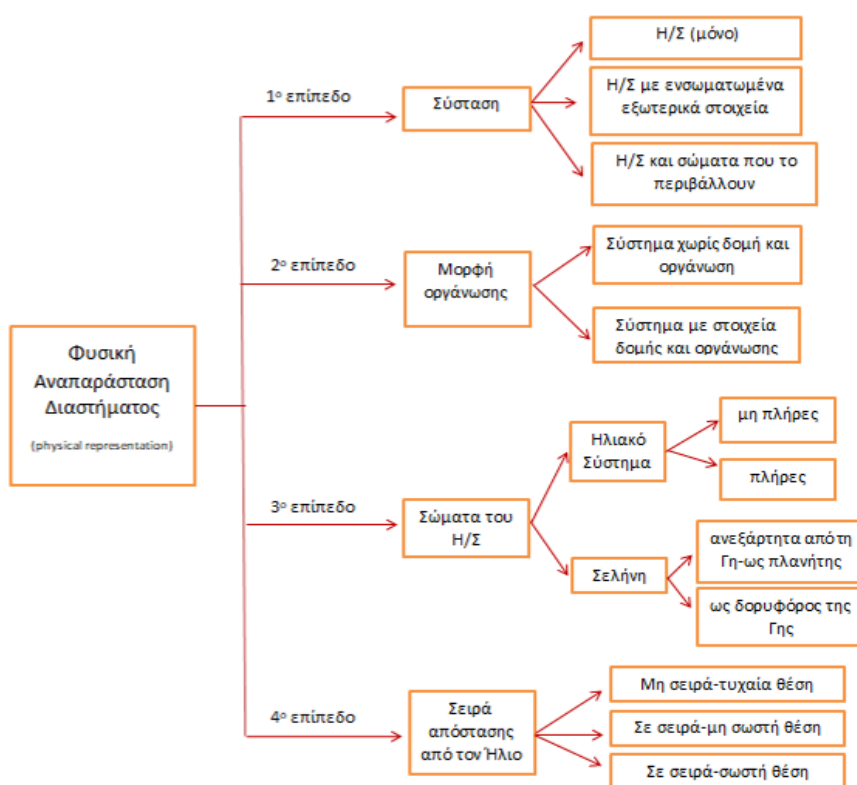 Η/Σ (μόνο)
1ο επίπεδο
Σύσταση
Η/Σ με ενσωματωμένα
εξωτερικά στοιχεία
Η/Σ και σώματα που το
περιβάλλουν
2ο επίπεδο
Μορφή
οργάνωσης
Σύστημα χωρίς δομή και
οργάνωση
Σύστημα με στοιχεία
δομής και οργάνωσης
Φυσική
Αναπαράσταση
Διαστήματος
(physical representation)
3ο επίπεδο
Σώματα του
Η/Σ
Ηλιακό
Σύστημα
μη πλήρες
πλήρες
Σελήνη
ανεξάρτητα απότη
Γη-ως πλανήτης
ως δορυφόρος της
Γης
4ο επίπεδο
Σειρά
απόστασης
από τον Ήλιο
Μη σειρά-τυχαία θέση
Σε σειρά-μη σωστή θέση
Σε σειρά-σωστή θέση